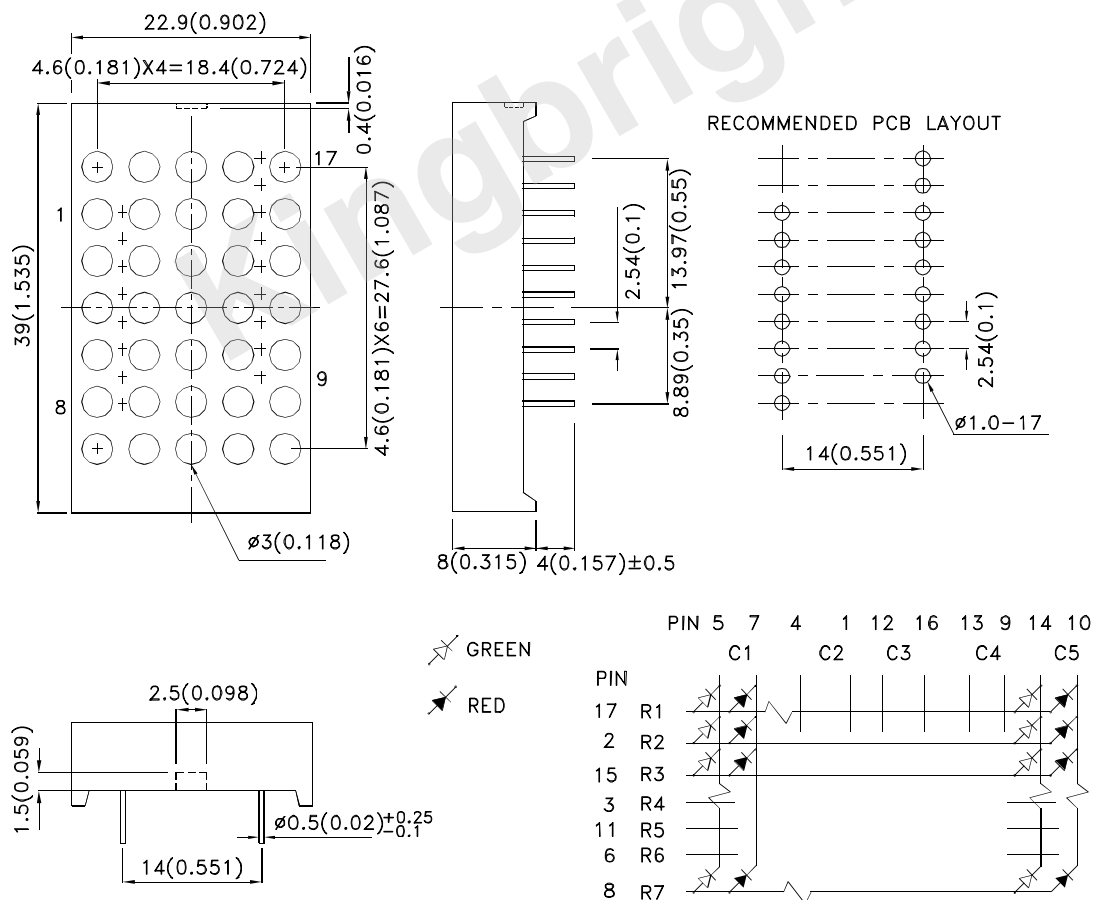 22.9(0.902)
4.6(0.181)X4=18.4(0.724)
0.4(0.016)
17
1
39(1.535)
4.6(0.181)X6=27.6(1.087)
9
8
ø3(0.118)
Kingbrigh
2.54(0.1)
13.97(0.55)
8.89(0.35)
8(0.315) 4(0.157)±0.5
RECOMMENDED PCB LAYOUT
2.54(0.1)
ø1.0-17
14(0.551)
2.5(0.098)
1.5(0.059)
ø0.5(0.02)+0.25 -0.1
14(0.551)
GREEN
RED
PIN 5 7 4 1 12 16 13 9 14 10
C1 C2 C3 C4 C5
PIN
17 R1
2 R2
15 R3
3 R4
11 R5
6 R6
8 R7